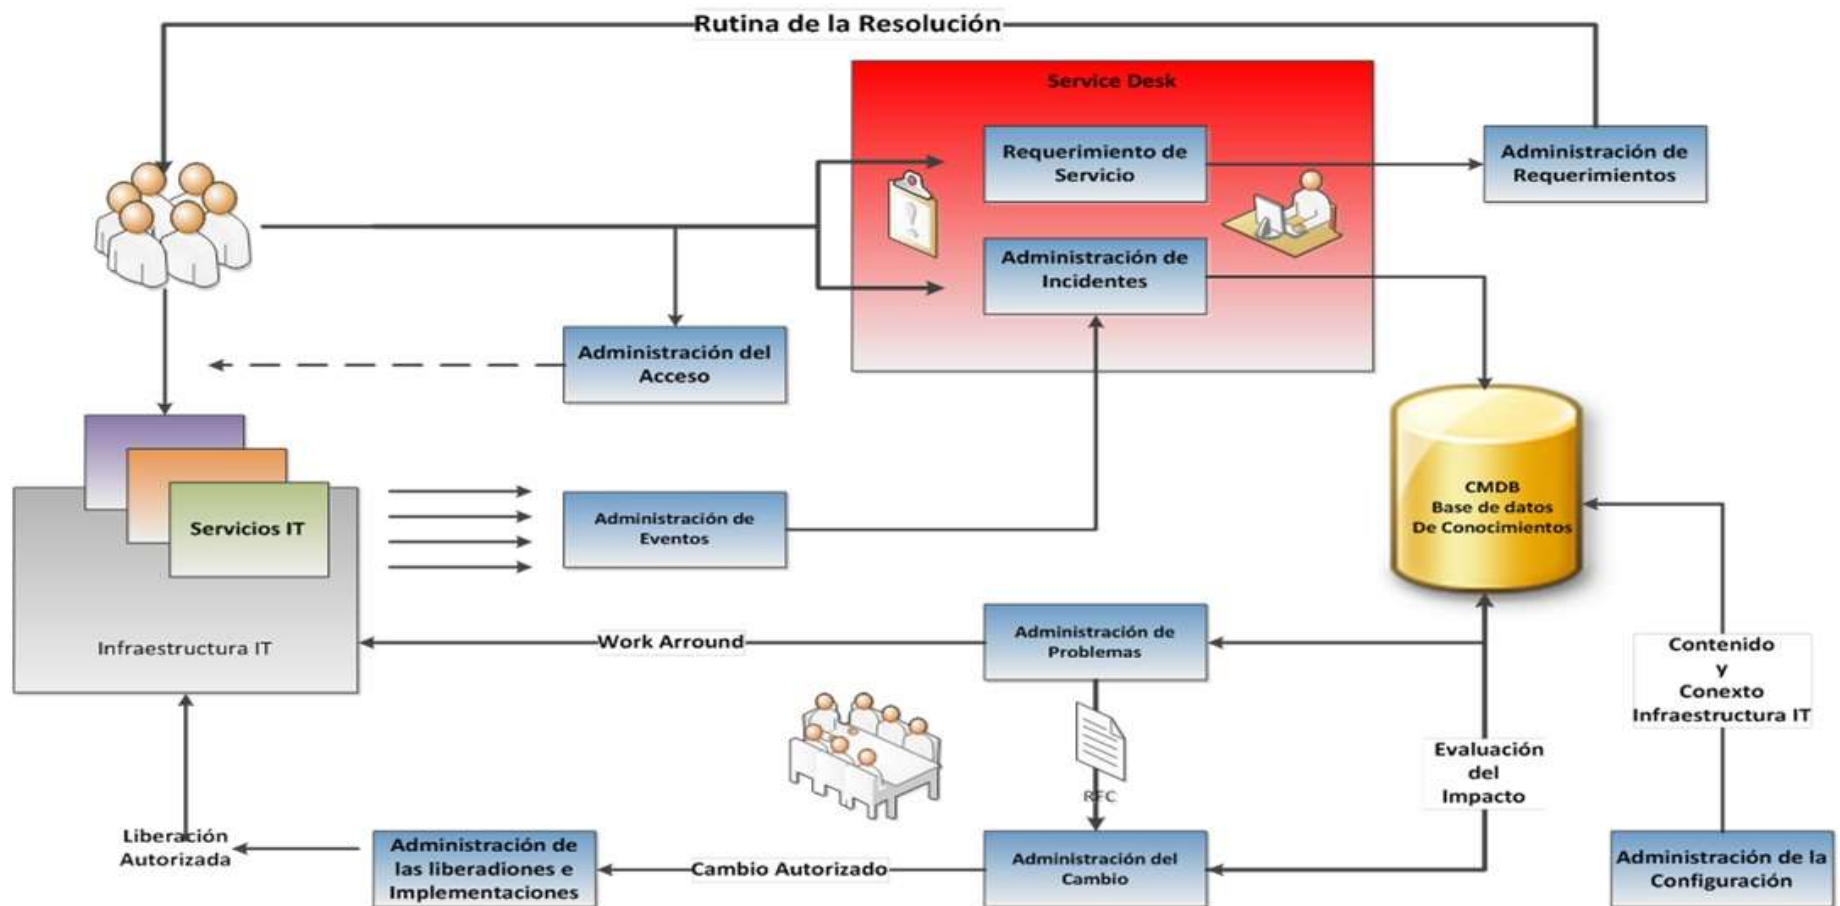 Rutina de la Resolución
Service Desk
Requerimiento de
Servicio
Administración de
Requerimientos
Administración de
Incidentes
Administración del
Acceso
Servicios IT
Infraestructura IT
Administración de
Eventos
CMDB
Base de datos
De Conocimientos
Work Arround
Administración de
Problemas
Contenido
y
Conexto
Infraestructura IT
RFC
Evaluación
del
Impacto
Liberación
Autorizada
Administración de
las liberadiones e
Implementaciones
Cambio Autorizado
Administración del
Cambio
Administración de la
Configuración